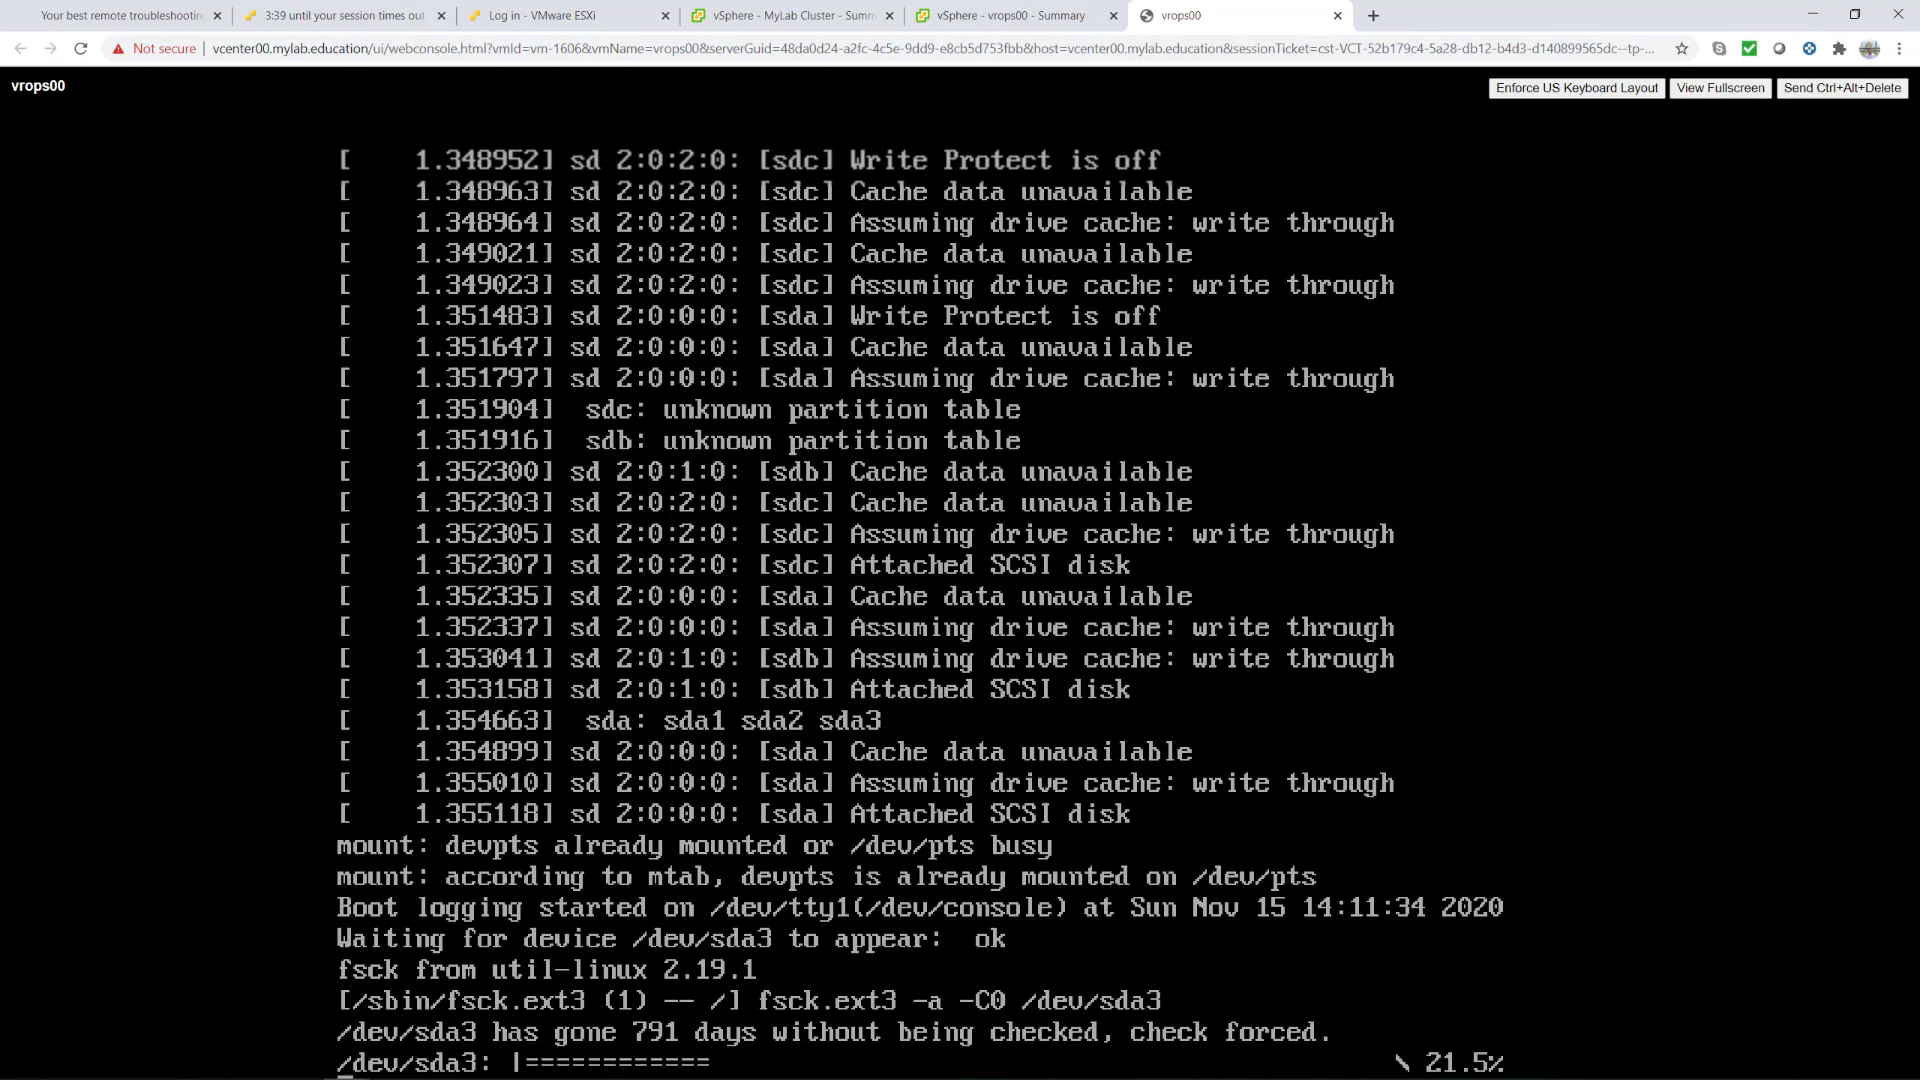 Your best remote troubleshootin
3:39 until your session times out
Log in - VMware ESXi
vSphere - MyLab Cluster - Summ
vSphere - vrops00 - Summary
vrops00
Not secure
vcenter00.mylab.education/ui/webconsole.html?vmId=vm-1606&vmName=vrops00&serverGuid=48da0d24-a2fc-4c5e-9dd9-e8cb5d753fbb&host=vcenter00.mylab.education&sessionTicket=cst-VCT-52b179c4-5a28-db12-b4d3-d140899565dc--tp-...
vrops00
Enforce US Keyboard Layout
View Fullscreen
Send Ctrl+Alt+Delete
[    1.348952] sd 2:0:2:0: [sdc] Write Protect is off
[    1.348963] sd 2:0:2:0: [sdc] Cache data unavailable
[    1.348964] sd 2:0:2:0: [sdc] Assuming drive cache: write through
[    1.349021] sd 2:0:2:0: [sdc] Cache data unavailable
[    1.349023] sd 2:0:2:0: [sdc] Assuming drive cache: write through
[    1.351483] sd 2:0:0:0: [sda] Write Protect is off
[    1.351647] sd 2:0:0:0: [sda] Cache data unavailable
[    1.351797] sd 2:0:0:0: [sda] Assuming drive cache: write through
[    1.351904]  sdc: unknown partition table
[    1.351916]  sdb: unknown partition table
[    1.352300] sd 2:0:1:0: [sdb] Cache data unavailable
[    1.352303] sd 2:0:2:0: [sdc] Cache data unavailable
[    1.352305] sd 2:0:2:0: [sdc] Assuming drive cache: write through
[    1.352307] sd 2:0:2:0: [sdc] Attached SCSI disk
[    1.352335] sd 2:0:0:0: [sda] Cache data unavailable
[    1.352337] sd 2:0:0:0: [sda] Assuming drive cache: write through
[    1.353041] sd 2:0:1:0: [sdb] Assuming drive cache: write through
[    1.353158] sd 2:0:1:0: [sdb] Attached SCSI disk
[    1.354663]  sda: sda1 sda2 sda3
[    1.354899] sd 2:0:0:0: [sda] Cache data unavailable
[    1.355010] sd 2:0:0:0: [sda] Assuming drive cache: write through
[    1.355118] sd 2:0:0:0: [sda] Attached SCSI disk
mount: devpts already mounted or /dev/pts busy
mount: according to mtab, devpts is already mounted on /dev/pts
Boot logging started on /dev/tty1(/dev/console) at Sun Nov 15 14:11:34 2020
Waiting for device /dev/sda3 to appear:  ok
fsck from util-linux 2.19.1
[/sbin/fsck.ext3 (1) -- /] fsck.ext3 -a -C0 /dev/sda3
/dev/sda3 has gone 791 days without being checked, check forced.
/dev/sda3: |============ \ 21.5%